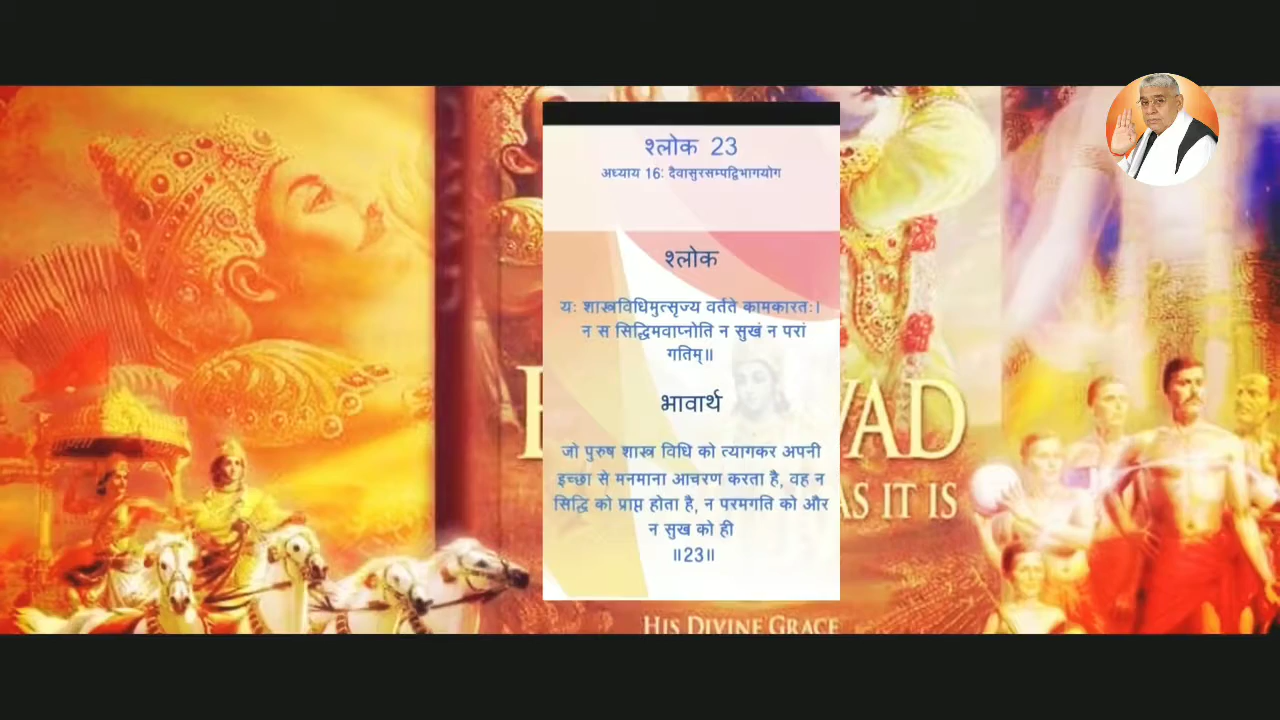 श्लोक 23
अध्याय 16: दैवासुरसम्पद्विभागयोग
श्लोक
यः शास्त्रविधिमुत्सृज्य वर्तते कामकारतः।
न स सिद्धिमवाप्नोति न सुखं न परां
गतिम्॥
भावार्थ
जो पुरुष शास्त्र विधि को त्यागकर अपनी
इच्छा से मनमाना आचरण करता है, वह न
सिद्धि को प्राप्त होता है, न परमगति को और
न सुख को ही
॥23॥
VAD
AS IT IS
HIS DIVINE GRACE